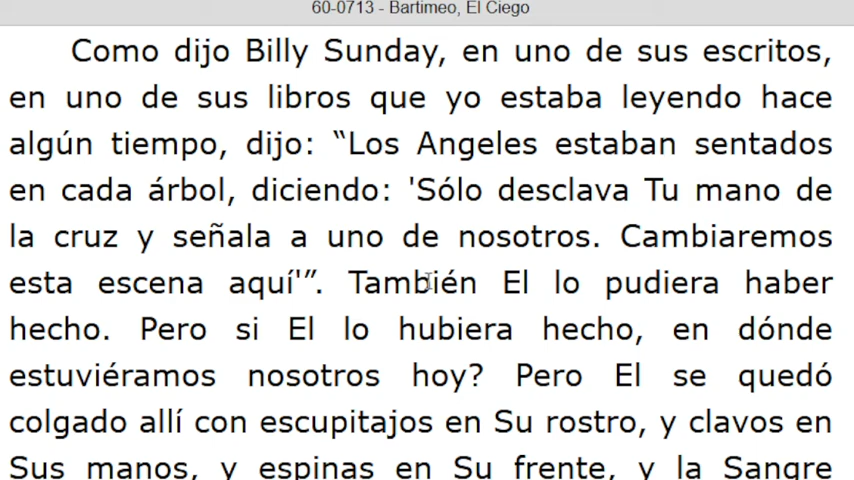 60-0713 - Bartimeo, El Ciego
Como dijo Billy Sunday, en uno de sus escritos,
en uno de sus libros que yo estaba leyendo hace
algún tiempo, dijo: “Los Angeles estaban sentados
en cada árbol, diciendo: 'Sólo desclava Tu mano de
la cruz y señala a uno de nosotros. Cambiaremos
esta escena aquí'”. También El lo pudiera haber
hecho. Pero si El lo hubiera hecho, en dónde
estuviéramos nosotros hoy? Pero El se quedó
colgado allí con escupitajos en Su rostro, y clavos en
Sus manos, y espinas en Su frente, y la Sangre